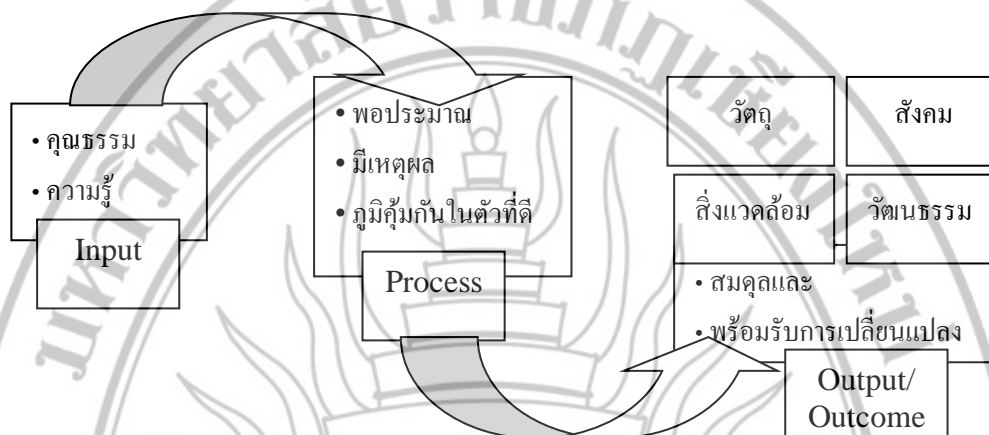 • คุณธรรม
• ความรู้
Input
• พอประมาณ
• มีเหตุผล
• ภูมิคุ้มกันในตัวที่ดี
Process
วัตถุ
สังคม
สิ่งแวดล้อม
วัฒนธรรม
• สมดุลและ
• พร้อมรับการเปลี่ยนแปลง
Output/
Outcome